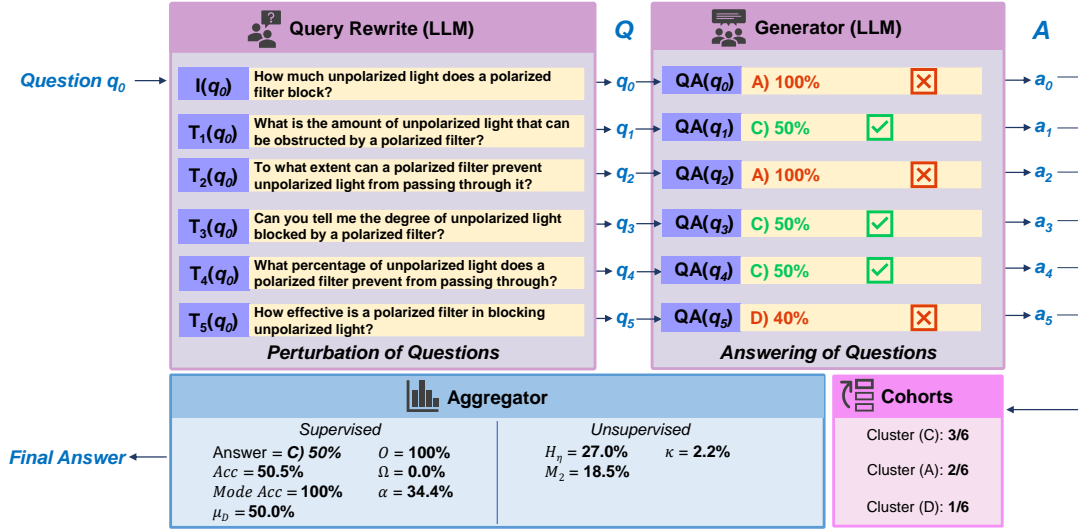 Query Rewrite (LLM)
Q
Generator (LLM)
A
Question q0
I(q0)
How much unpolarized light does a polarized
filter block?
q0
QA(q0)
A) 100%
a0
T1(q0)
What is the amount of unpolarized light that can
be obstructed by a polarized filter?
q1
QA(q1)
C) 50%
a1
T2(q0)
To what extent can a polarized filter prevent
unpolarized light from passing through it?
q2
QA(q2)
A) 100%
a2
T3(q0)
Can you tell me the degree of unpolarized light
blocked by a polarized filter?
q3
QA(q3)
C) 50%
a3
T4(q0)
What percentage of unpolarized light does a
polarized filter prevent from passing through?
q4
QA(q4)
C) 50%
a4
T5(q0)
How effective is a polarized filter in blocking
unpolarized light?
q5
QA(q5)
D) 40%
a5
Perturbation of Questions
Answering of Questions
Aggregator
Supervised
Answer = C) 50%
Acc = 50.5%
Mode Acc = 100%
μD = 50.0%
O = 100%
Ω = 0.0%
α = 34.4%
Unsupervised
Hη = 27.0%
M2 = 18.5%
κ = 2.2%
Cohorts
Cluster (C): 3/6
Cluster (A): 2/6
Cluster (D): 1/6
Final Answer